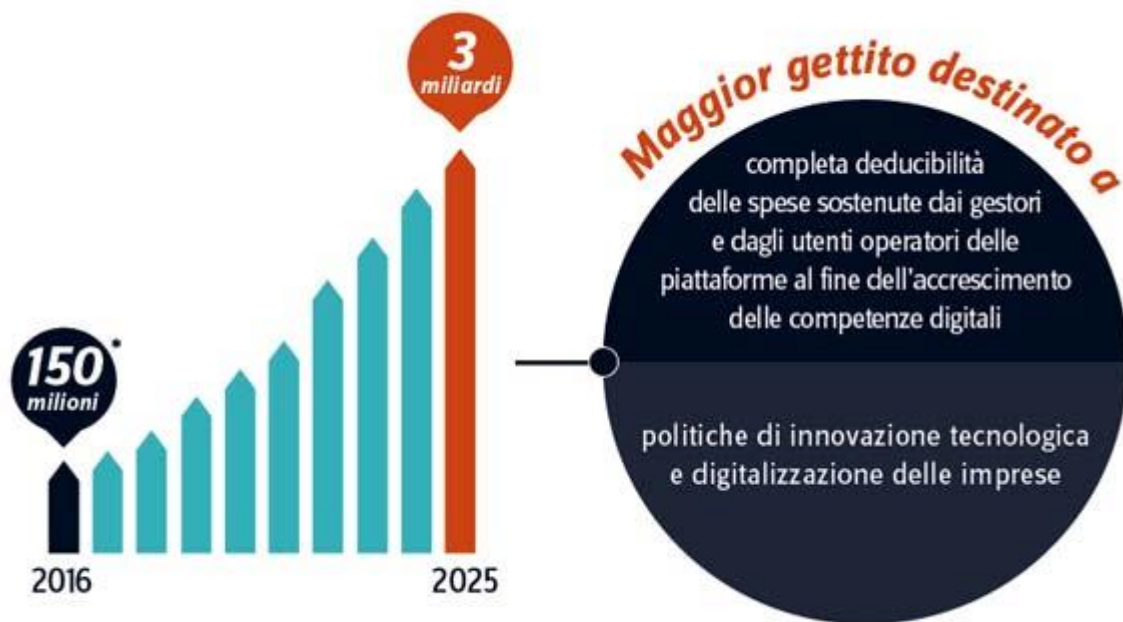 3
miliardi
150*
milioni
2016
2025
Maggior gettito destinato a
completa deducibilità
delle spese sostenute dai gestori
e dagli utenti operatori delle
piattaforme al fine dell'accrescimento
delle competenze digitali
politiche di innovazione tecnologica
e digitalizzazione delle imprese